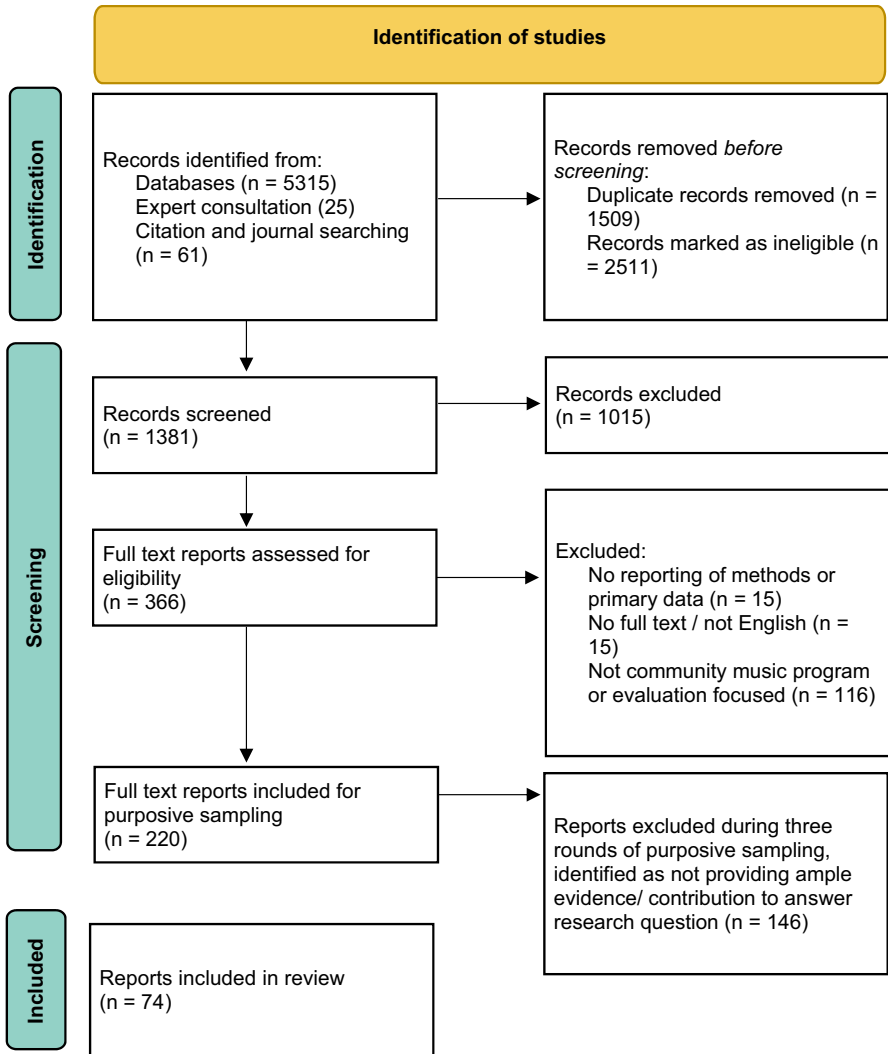 Identification of studies
Identification
Records identified from:
Databases (n = 5315)
Expert consultation (25)
Citation and journal searching
(n = 61)
Records removed before
screening:
Duplicate records removed (n =
1509)
Records marked as ineligible (n
= 2511)
Screening
Records screened
(n = 1381)
Records excluded
(n = 1015)
Full text reports assessed for
eligibility
(n = 366)
Excluded:
No reporting of methods or
primary data (n = 15)
No full text / not English (n =
15)
Not community music program
or evaluation focused (n = 116)
Full text reports included for
purposive sampling
(n = 220)
Reports excluded during three
rounds of purposive sampling,
identified as not providing ample
evidence/ contribution to answer
research question (n = 146)
Included
Reports included in review
(n = 74)